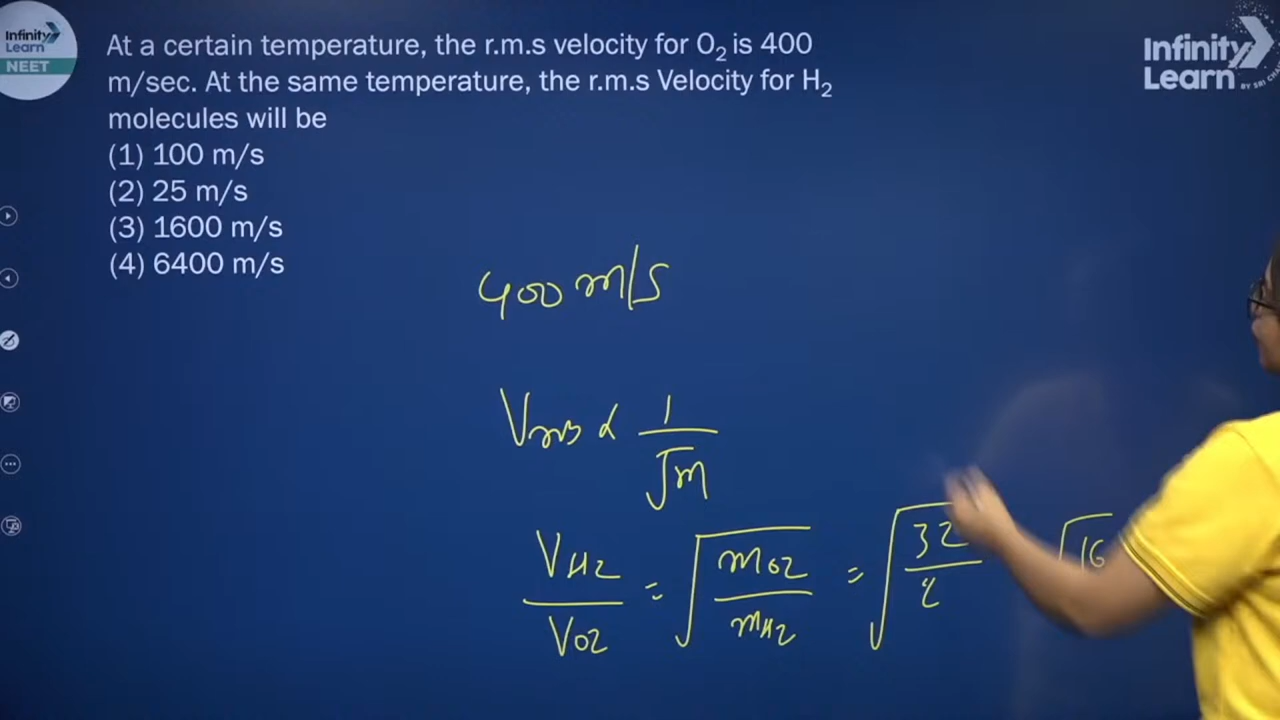 Infinity
Learn
NEET
At a certain temperature, the r.m.s velocity for O₂ is 400
m/sec. At the same temperature, the r.m.s Velocity for H₂
molecules will be
(1) 100 m/s
(2) 25 m/s
(3) 1600 m/s
(4) 6400 m/s
Infinity
Learn
BY SRI
400 m/s
Vrms ∝ 1/√m
VH2/VO2 = √(mO2/mH2) = √(32/2) √16